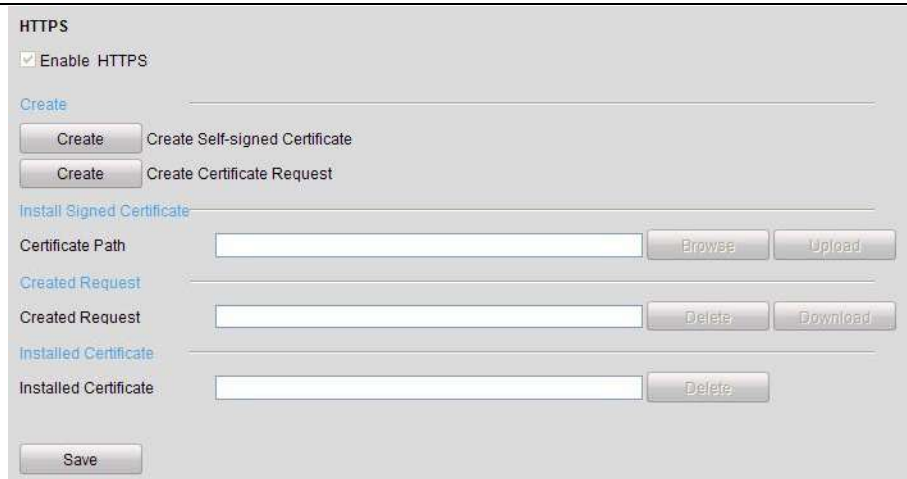 HTTPS
Enable HTTPS
Create
Create Create Self-signed Certificate
Create Create Certificate Request
Install Signed Certificate
Certificate Path Browse Upload
Created Request
Created Request Delete Download
Installed Certificate
Installed Certificate Delete
Save